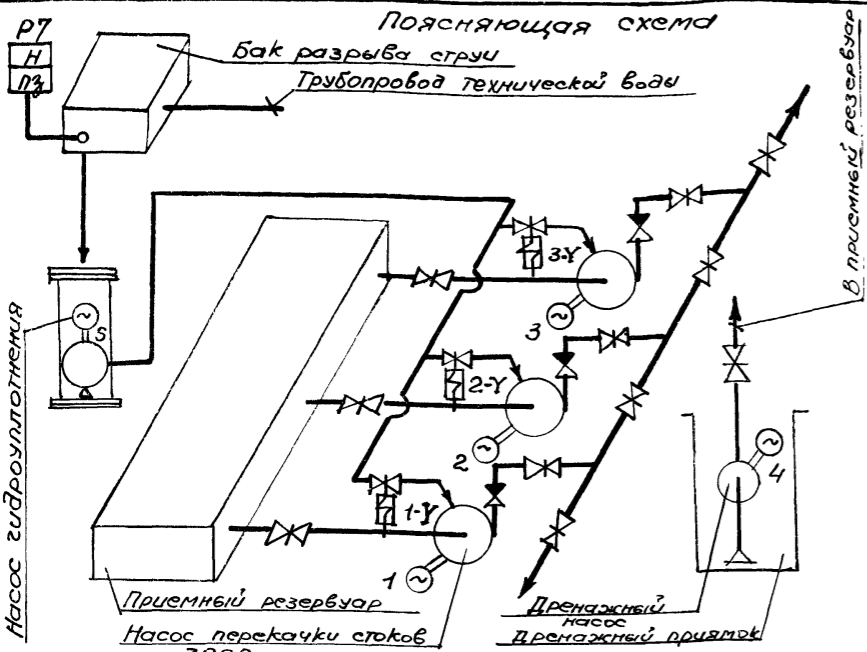 Поясняющая схема
Р7
Н
ПЗ
Бак разрыва струи
Трубопровод технической воды
В приемный резервуар
Насос гидроуплотнения
5
3-У
3
2-У
2
1-У
1
4
Приемный резервуар
Насос перекачки стоков
Дренажный
насос
Дренажный приямок